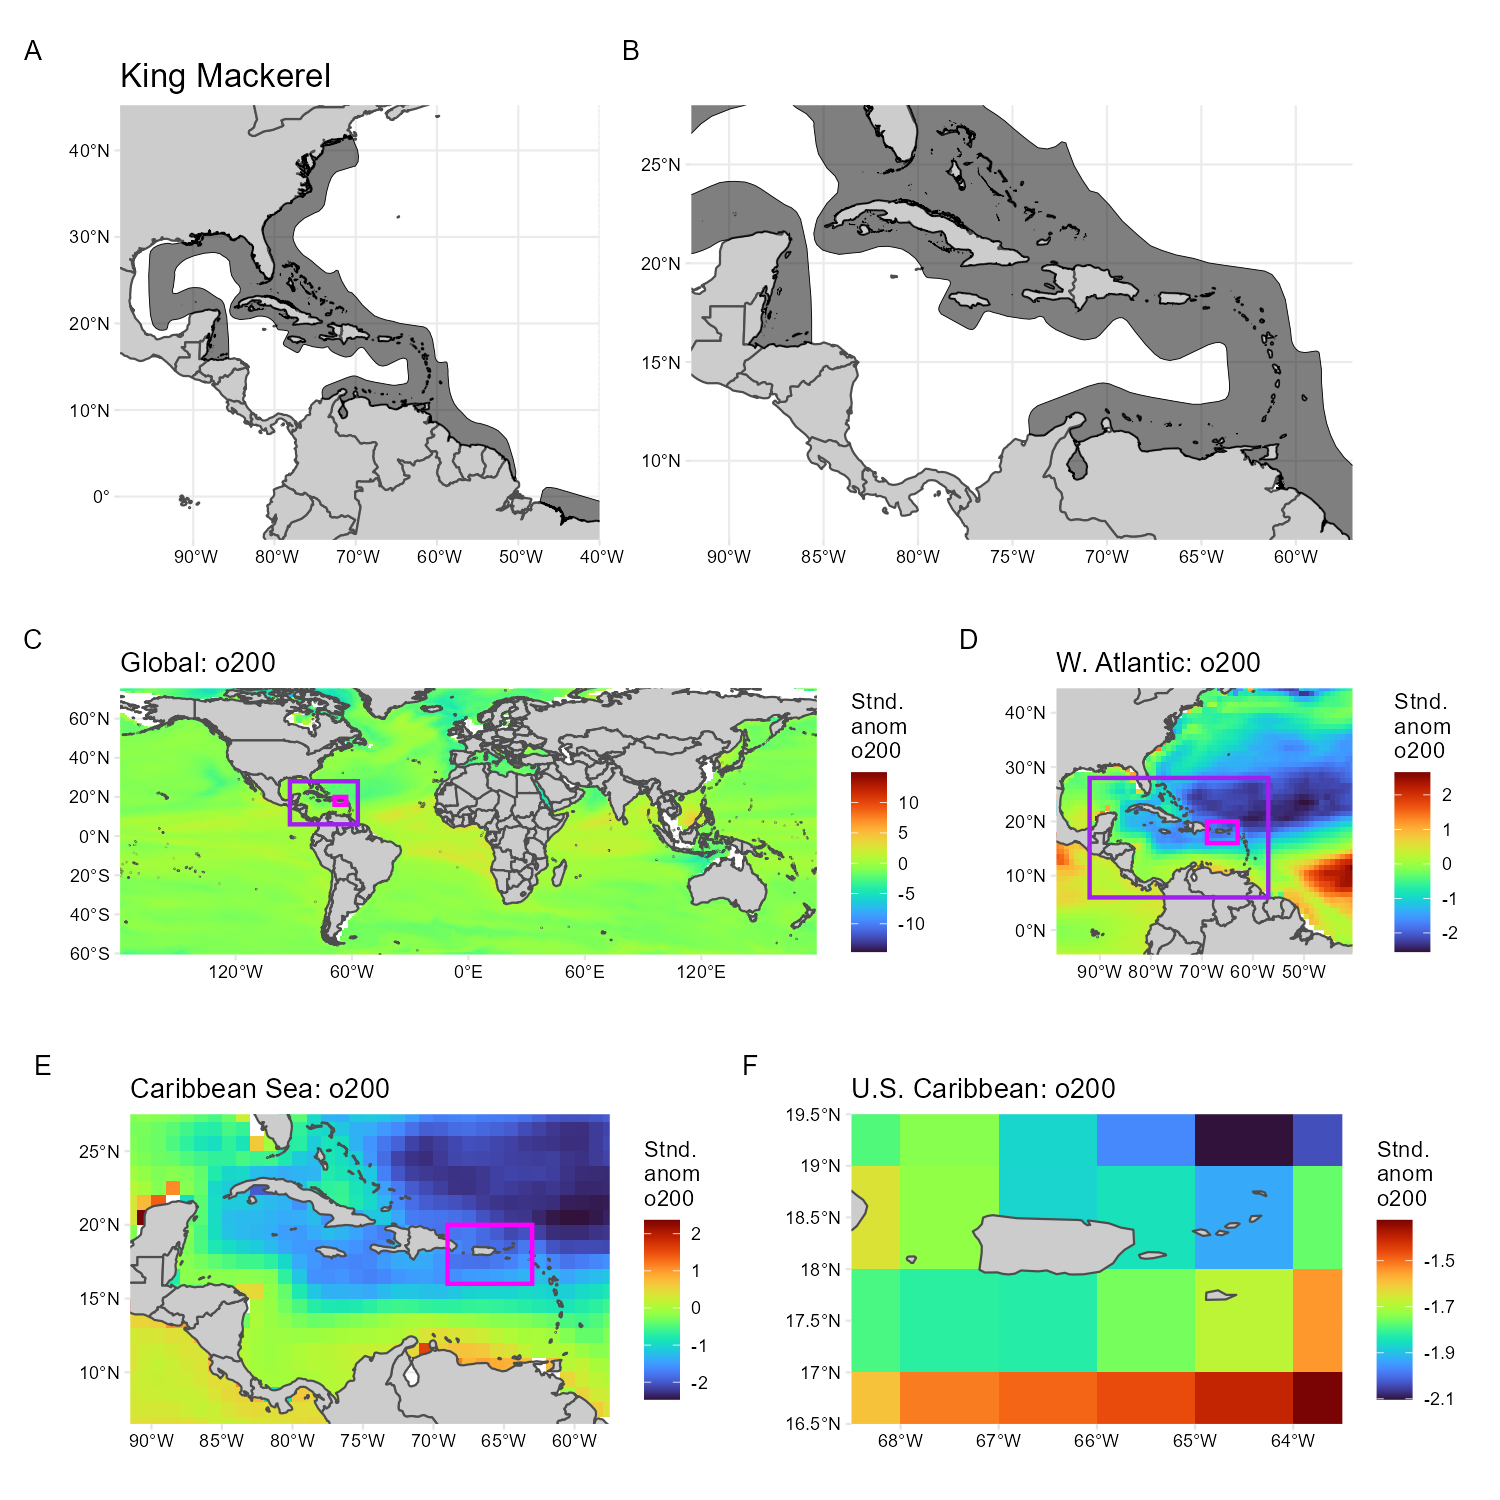 A
B
King Mackerel
40°N
30°N
20°N
10°N
0°
90°W 80°W 70°W 60°W 50°W 40°W
25°N
20°N
15°N
10°N
90°W 85°W 80°W 75°W 70°W 65°W 60°W
C
D
Global: o200
60°N
40°N
20°N
0°N
20°S
40°S
60°S
120°W 60°W 0°E 60°E 120°E
Stnd.
anom
o200
10
5
0
-5
-10
W. Atlantic: o200
40°N
30°N
20°N
10°N
0°N
90°W 80°W 70°W 60°W 50°W
Stnd.
anom
o200
2
1
0
-1
-2
E
F
Caribbean Sea: o200
25°N
20°N
15°N
10°N
90°W 85°W 80°W 75°W 70°W 65°W 60°W
Stnd.
anom
o200
2
1
0
-1
-2
U.S. Caribbean: o200
19.5°N
19°N
18.5°N
18°N
17.5°N
17°N
16.5°N
68°W 67°W 66°W 65°W 64°W
Stnd.
anom
o200
-1.5
-1.7
-1.9
-2.1